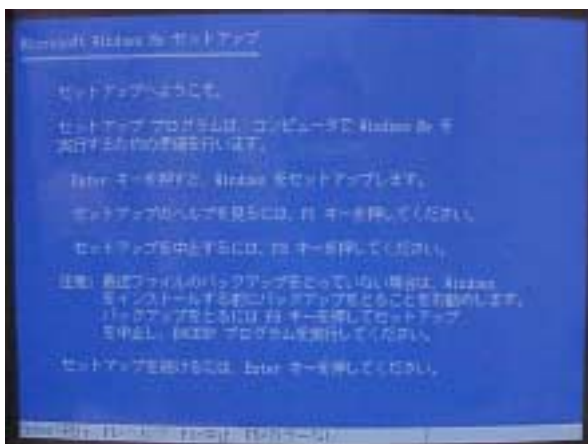 Microsoft Windows Me セットアップ
セットアップへようこそ。
セットアップ プログラムは、コンピュータで Windows Me を
実行するための準備を行います。
Enter キーを押すと、Windows をセットアップします。
セットアップのヘルプを見るには、F1 キーを押してください。
セットアップを中止するには、F3 キーを押してください。
注意: 最近ファイルのバックアップをとっていない場合は、Windows
をインストールする前にバックアップをとることをお勧めします。
バックアップをとるには F3 キーを押してセットアップ
を中止し、BACKUP プログラムを実行してください。
セットアップを続けるには、Enter キーを押してください。